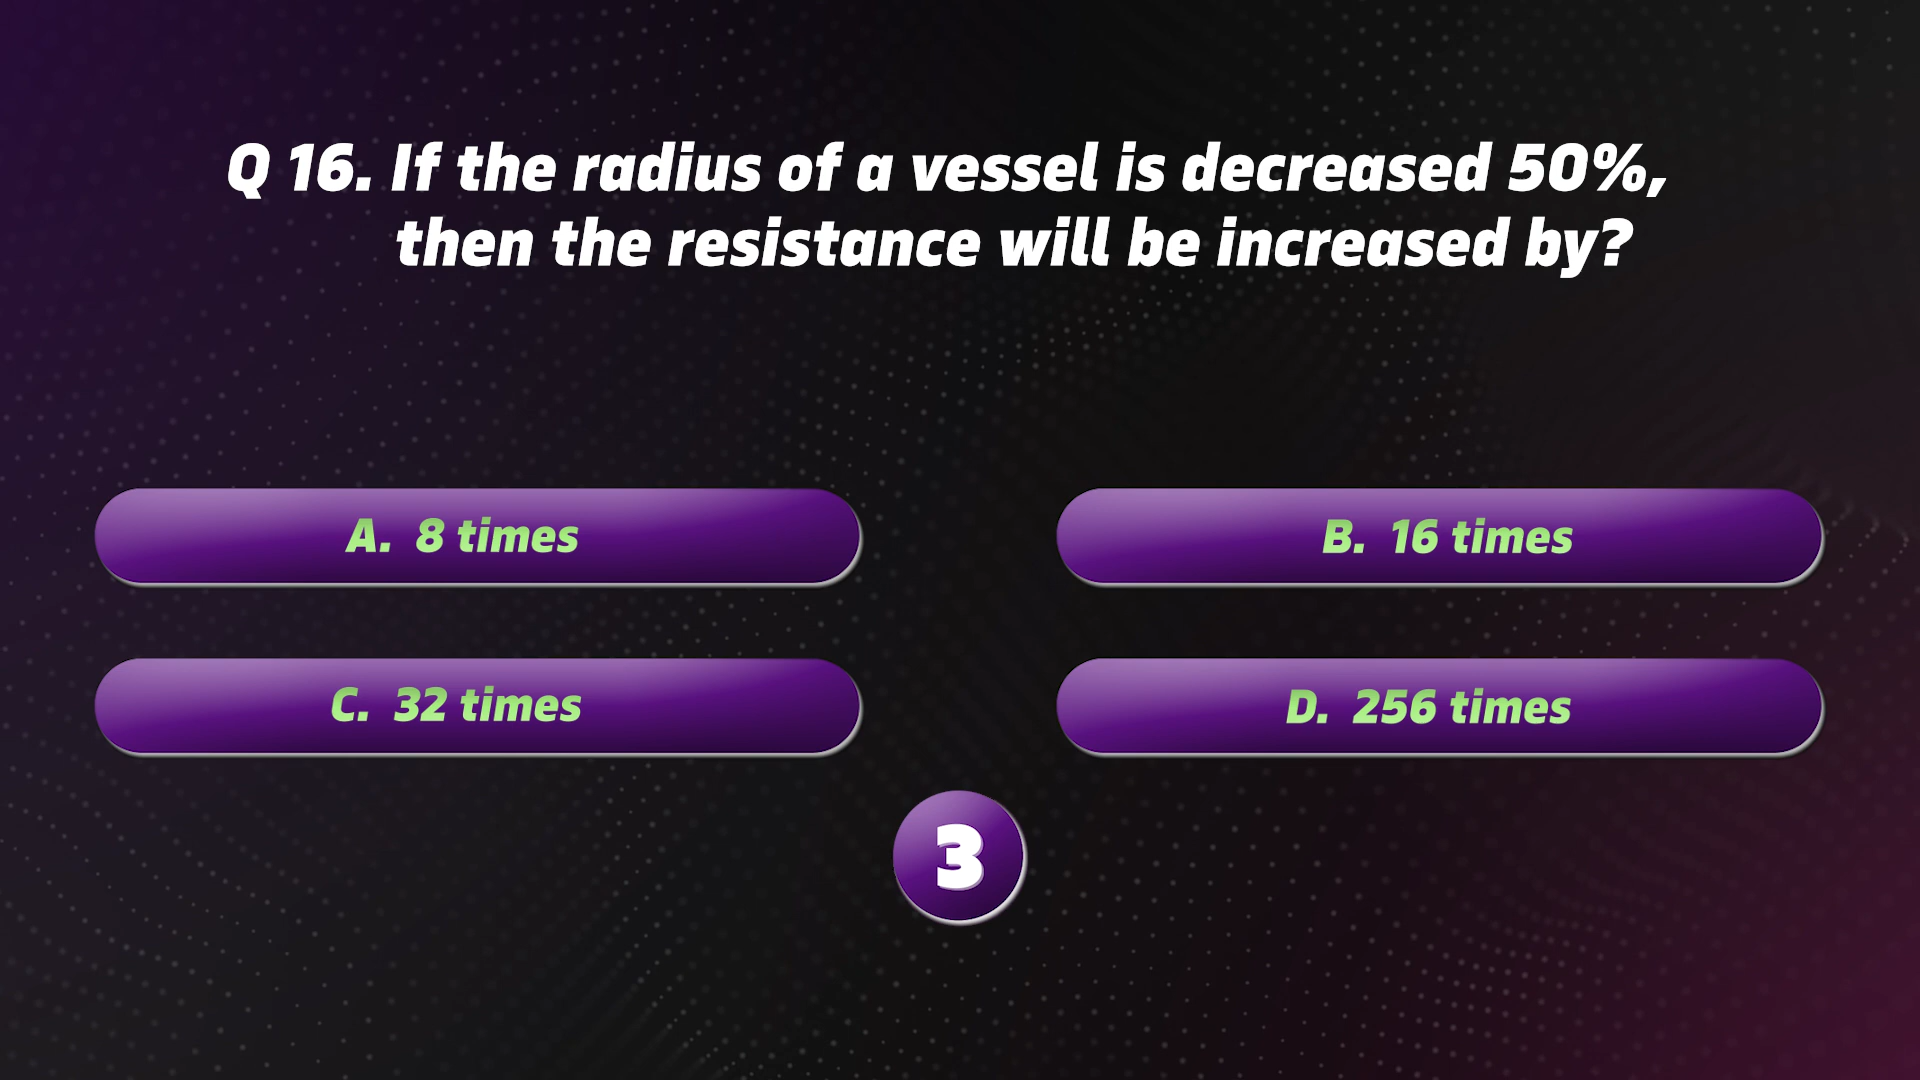 Q 16. If the radius of a vessel is decreased 50%,
then the resistance will be increased by?
A. 8 times
B. 16 times
C. 32 times
D. 256 times
3